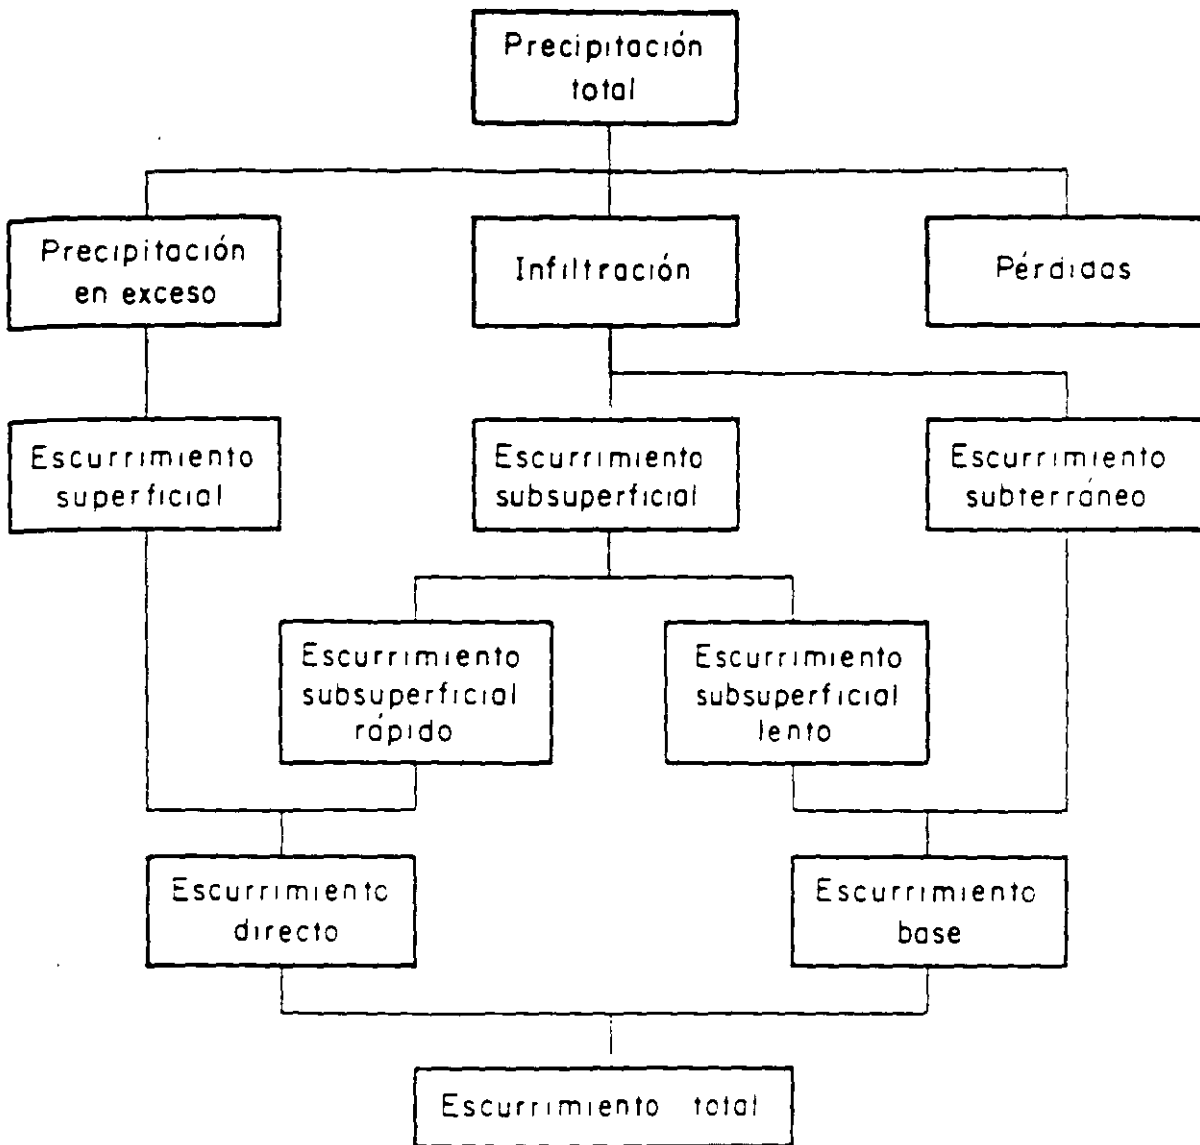 Precipitación
total
Precipitación
en exceso
Infiltración
Pérdidas
Escurrimiento
superficial
Escurrimiento
subsuperficial
Escurrimiento
subterráneo
Escurrimiento
subsuperficial
rápido
Escurrimiento
subsuperficial
lento
Escurrimiento
directo
Escurrimiento
base
Escurrimiento total